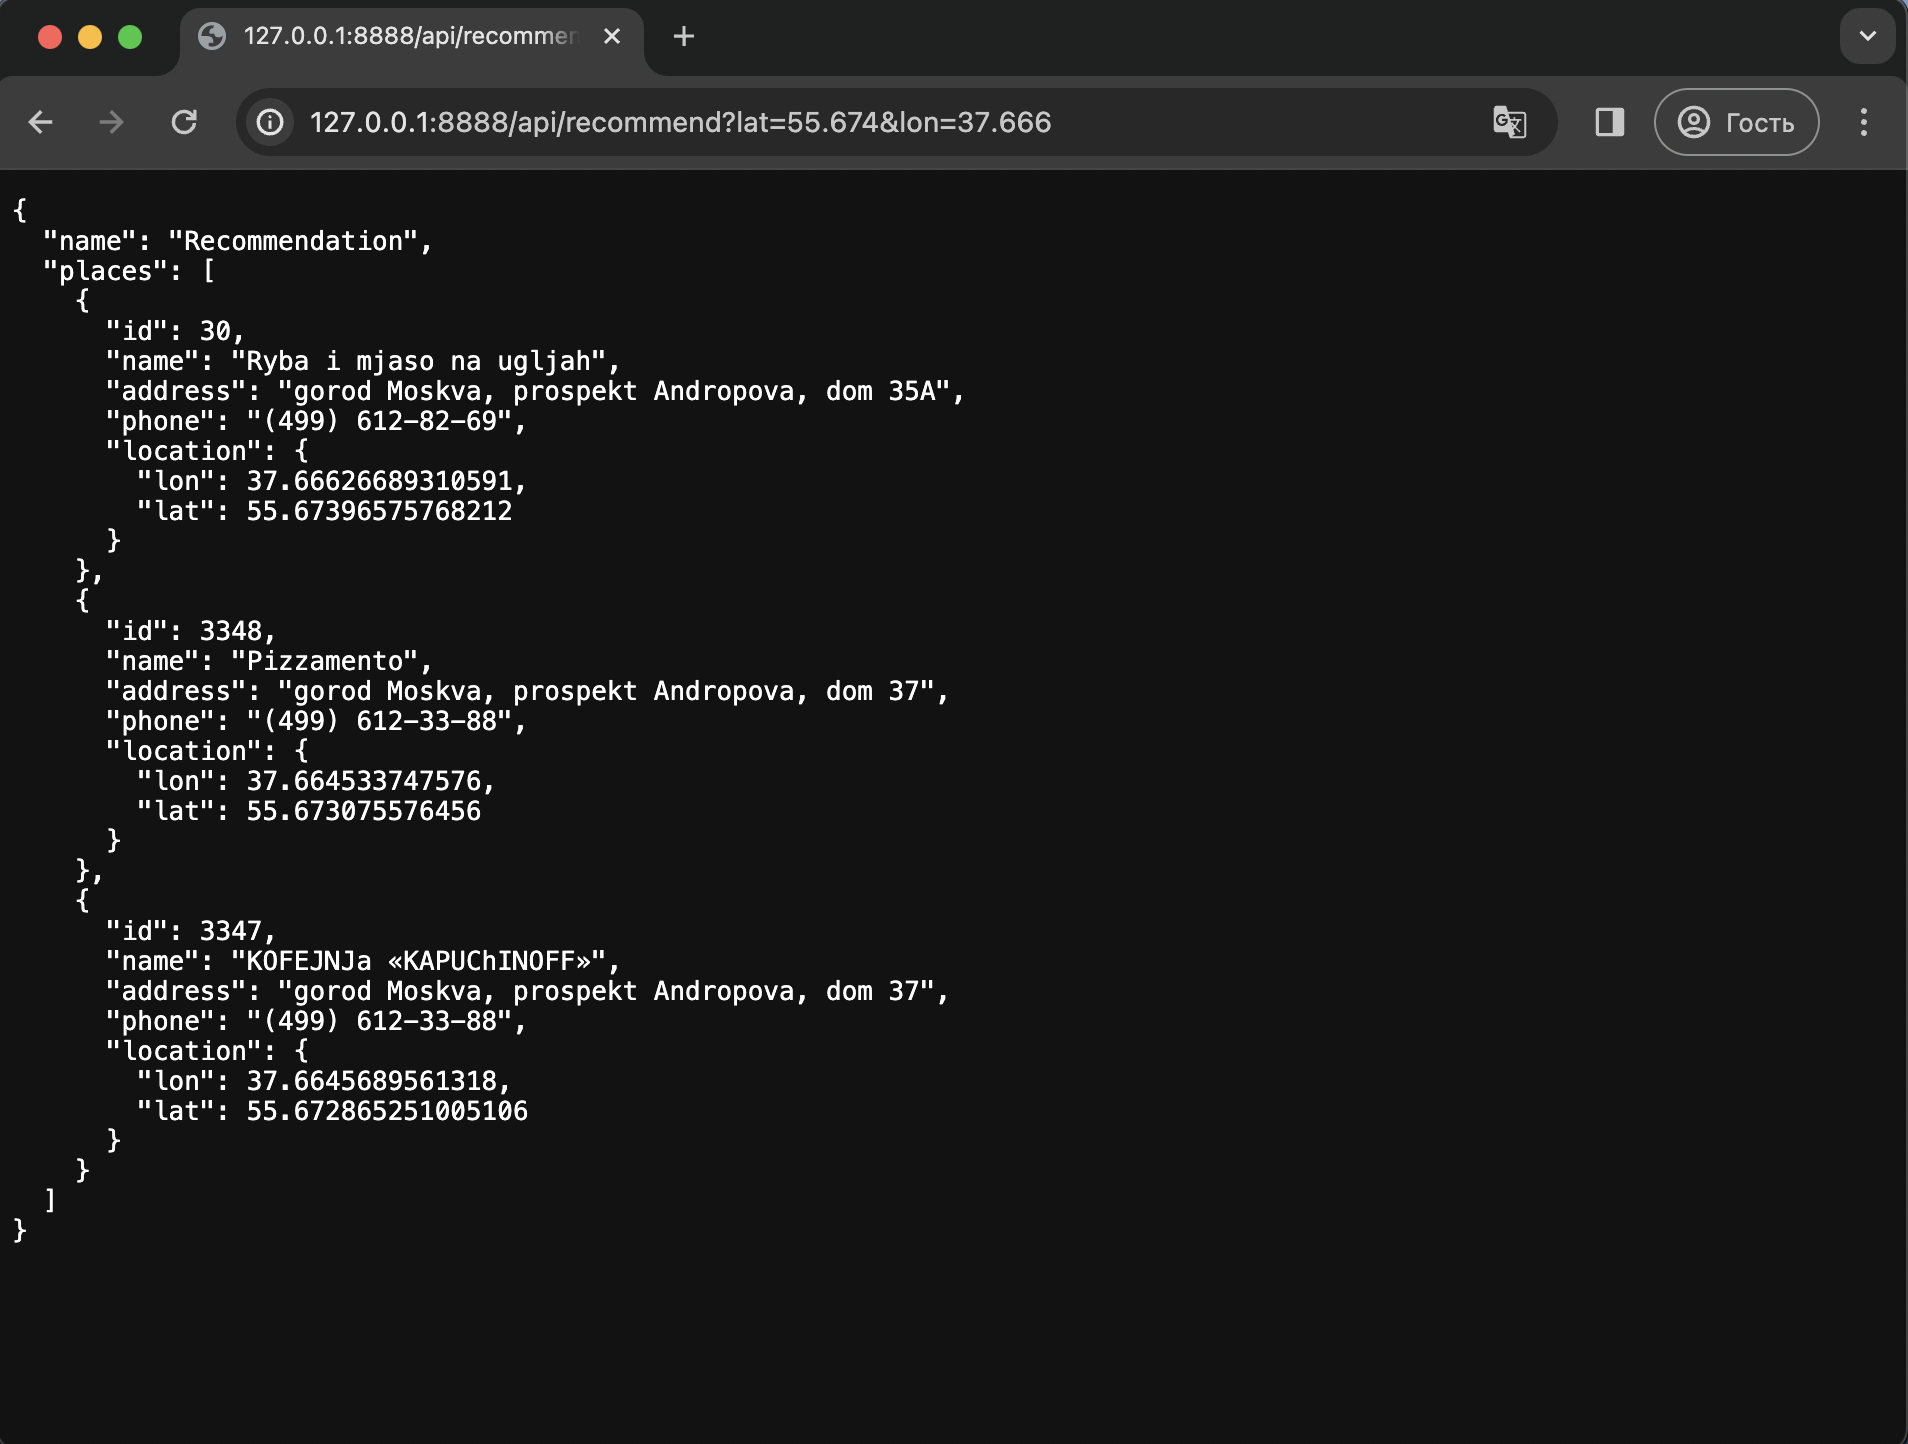 127.0.0.1:8888/api/recommen
127.0.0.1:8888/api/recommend?lat=55.674&lon=37.666
Гость
{
  "name": "Recommendation",
  "places": [
    {
      "id": 30,
      "name": "Ryba i mjaso na ugljah",
      "address": "gorod Moskva, prospekt Andropova, dom 35A",
      "phone": "(499) 612-82-69",
      "location": {
        "lon": 37.66626689310591,
        "lat": 55.67396575768212
      }
    },
    {
      "id": 3348,
      "name": "Pizzamento",
      "address": "gorod Moskva, prospekt Andropova, dom 37",
      "phone": "(499) 612-33-88",
      "location": {
        "lon": 37.664533747576,
        "lat": 55.673075576456
      }
    },
    {
      "id": 3347,
      "name": "KOFEJNJa «KAPUChINOFF»",
      "address": "gorod Moskva, prospekt Andropova, dom 37",
      "phone": "(499) 612-33-88",
      "location": {
        "lon": 37.6645689561318,
        "lat": 55.672865251005106
      }
    }
  ]
}